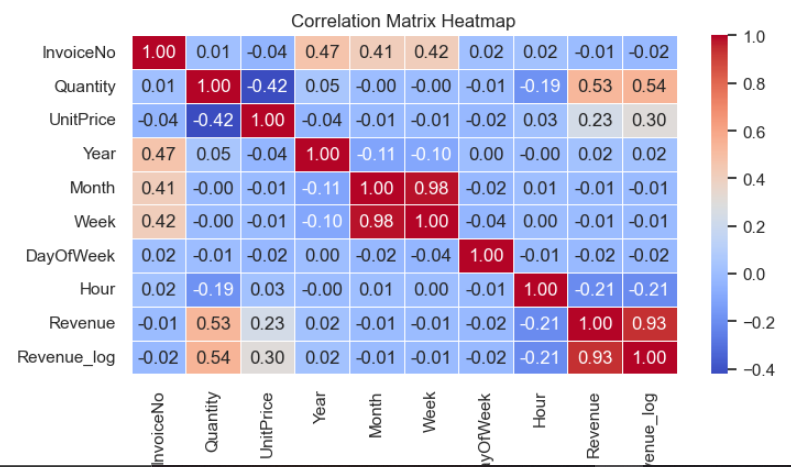 Correlation Matrix Heatmap
InvoiceNo 1.00 0.01 -0.04 0.47 0.41 0.42 0.02 0.02 -0.01 -0.02
Quantity 0.01 1.00 -0.42 0.05 -0.00 -0.00 -0.01 -0.19 0.53 0.54
UnitPrice -0.04 -0.42 1.00 -0.04 -0.01 -0.01 -0.02 0.03 0.23 0.30
Year 0.47 0.05 -0.04 1.00 -0.11 -0.10 0.00 -0.00 0.02 0.02
Month 0.41 -0.00 -0.01 -0.11 1.00 0.98 -0.02 0.01 -0.01 -0.01
Week 0.42 -0.00 -0.01 -0.10 0.98 1.00 -0.04 0.00 -0.01 -0.01
DayOfWeek 0.02 -0.01 -0.02 0.00 -0.02 -0.04 1.00 -0.01 -0.02 -0.02
Hour 0.02 -0.19 0.03 -0.00 0.01 0.00 -0.01 1.00 -0.21 -0.21
Revenue -0.01 0.53 0.23 0.02 -0.01 -0.01 -0.02 -0.21 1.00 0.93
Revenue_log -0.02 0.54 0.30 0.02 -0.01 -0.01 -0.02 -0.21 0.93 1.00
InvoiceNo
Quantity
UnitPrice
Year
Month
Week
yOfWeek
Hour
Revenue
enue_log
1.0
0.8
0.6
0.4
0.2
0.0
−0.2
−0.4